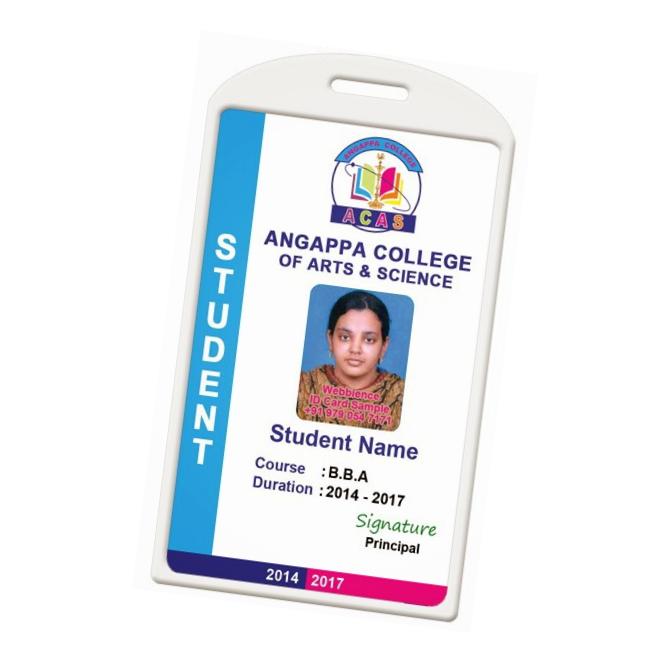 ANGAPPA COLLEGE
ACAS
ANGAPPA COLLEGE
OF ARTS & SCIENCE
STUDENT
Webbience
ID Card Sample
+91 979 054 7171
Student Name
Course : B.B.A
Duration : 2014 - 2017
Signature
Principal
2014 2017